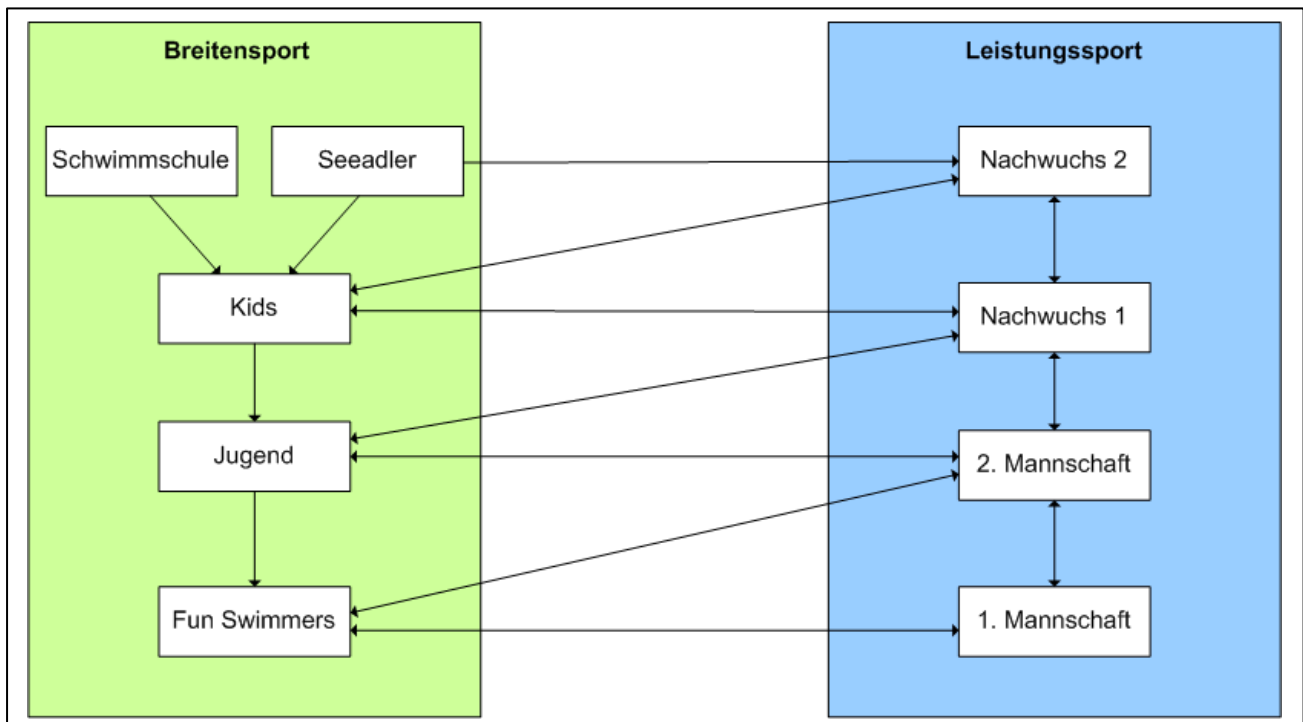 Breitensport
Schwimmschule
Seeadler
Kids
Jugend
Fun Swimmers
Leistungssport
Nachwuchs 2
Nachwuchs 1
2. Mannschaft
1. Mannschaft